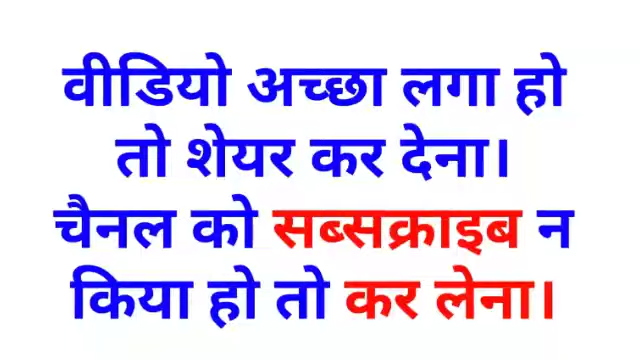 वीडियो अच्छा लगा हो
तो शेयर कर देना।
चैनल को सब्सक्राइब न
किया हो तो कर लेना।